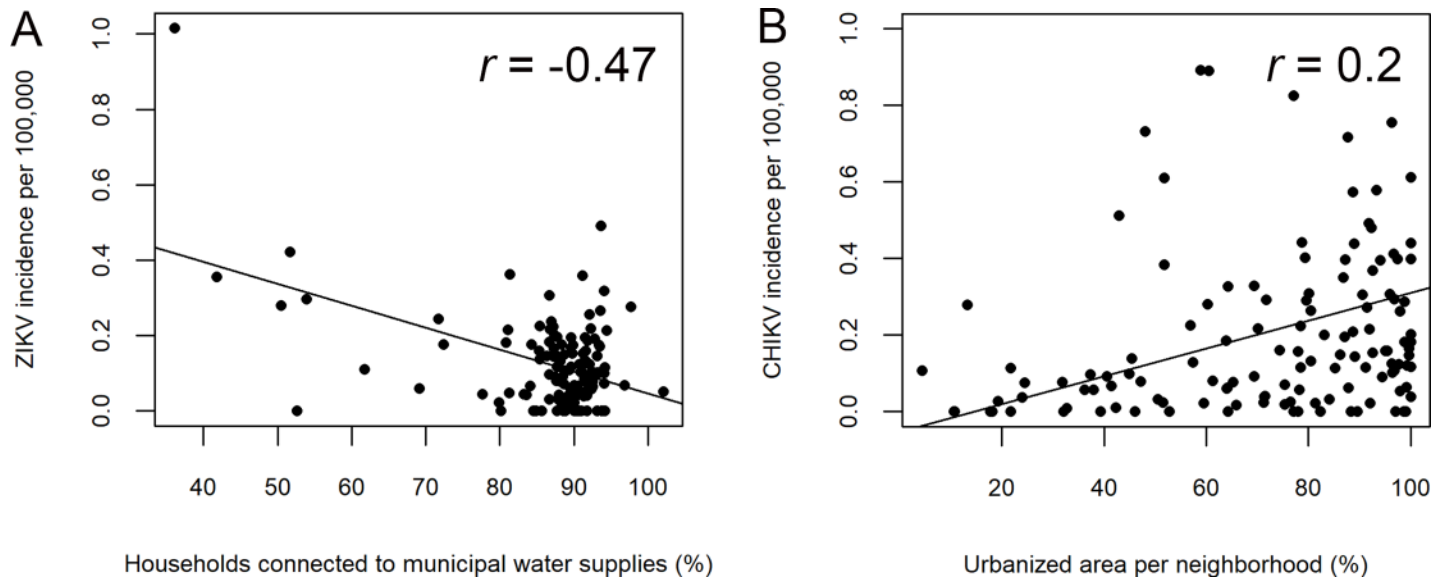 A
r = -0.47
ZIKV incidence per 100,000
1.0
0.8
0.6
0.4
0.2
0.0
40 50 60 70 80 90 100
Households connected to municipal water supplies (%)
B
r = 0.2
CHIKV incidence per 100,000
1.0
0.8
0.6
0.4
0.2
0.0
20 40 60 80 100
Urbanized area per neighborhood (%)